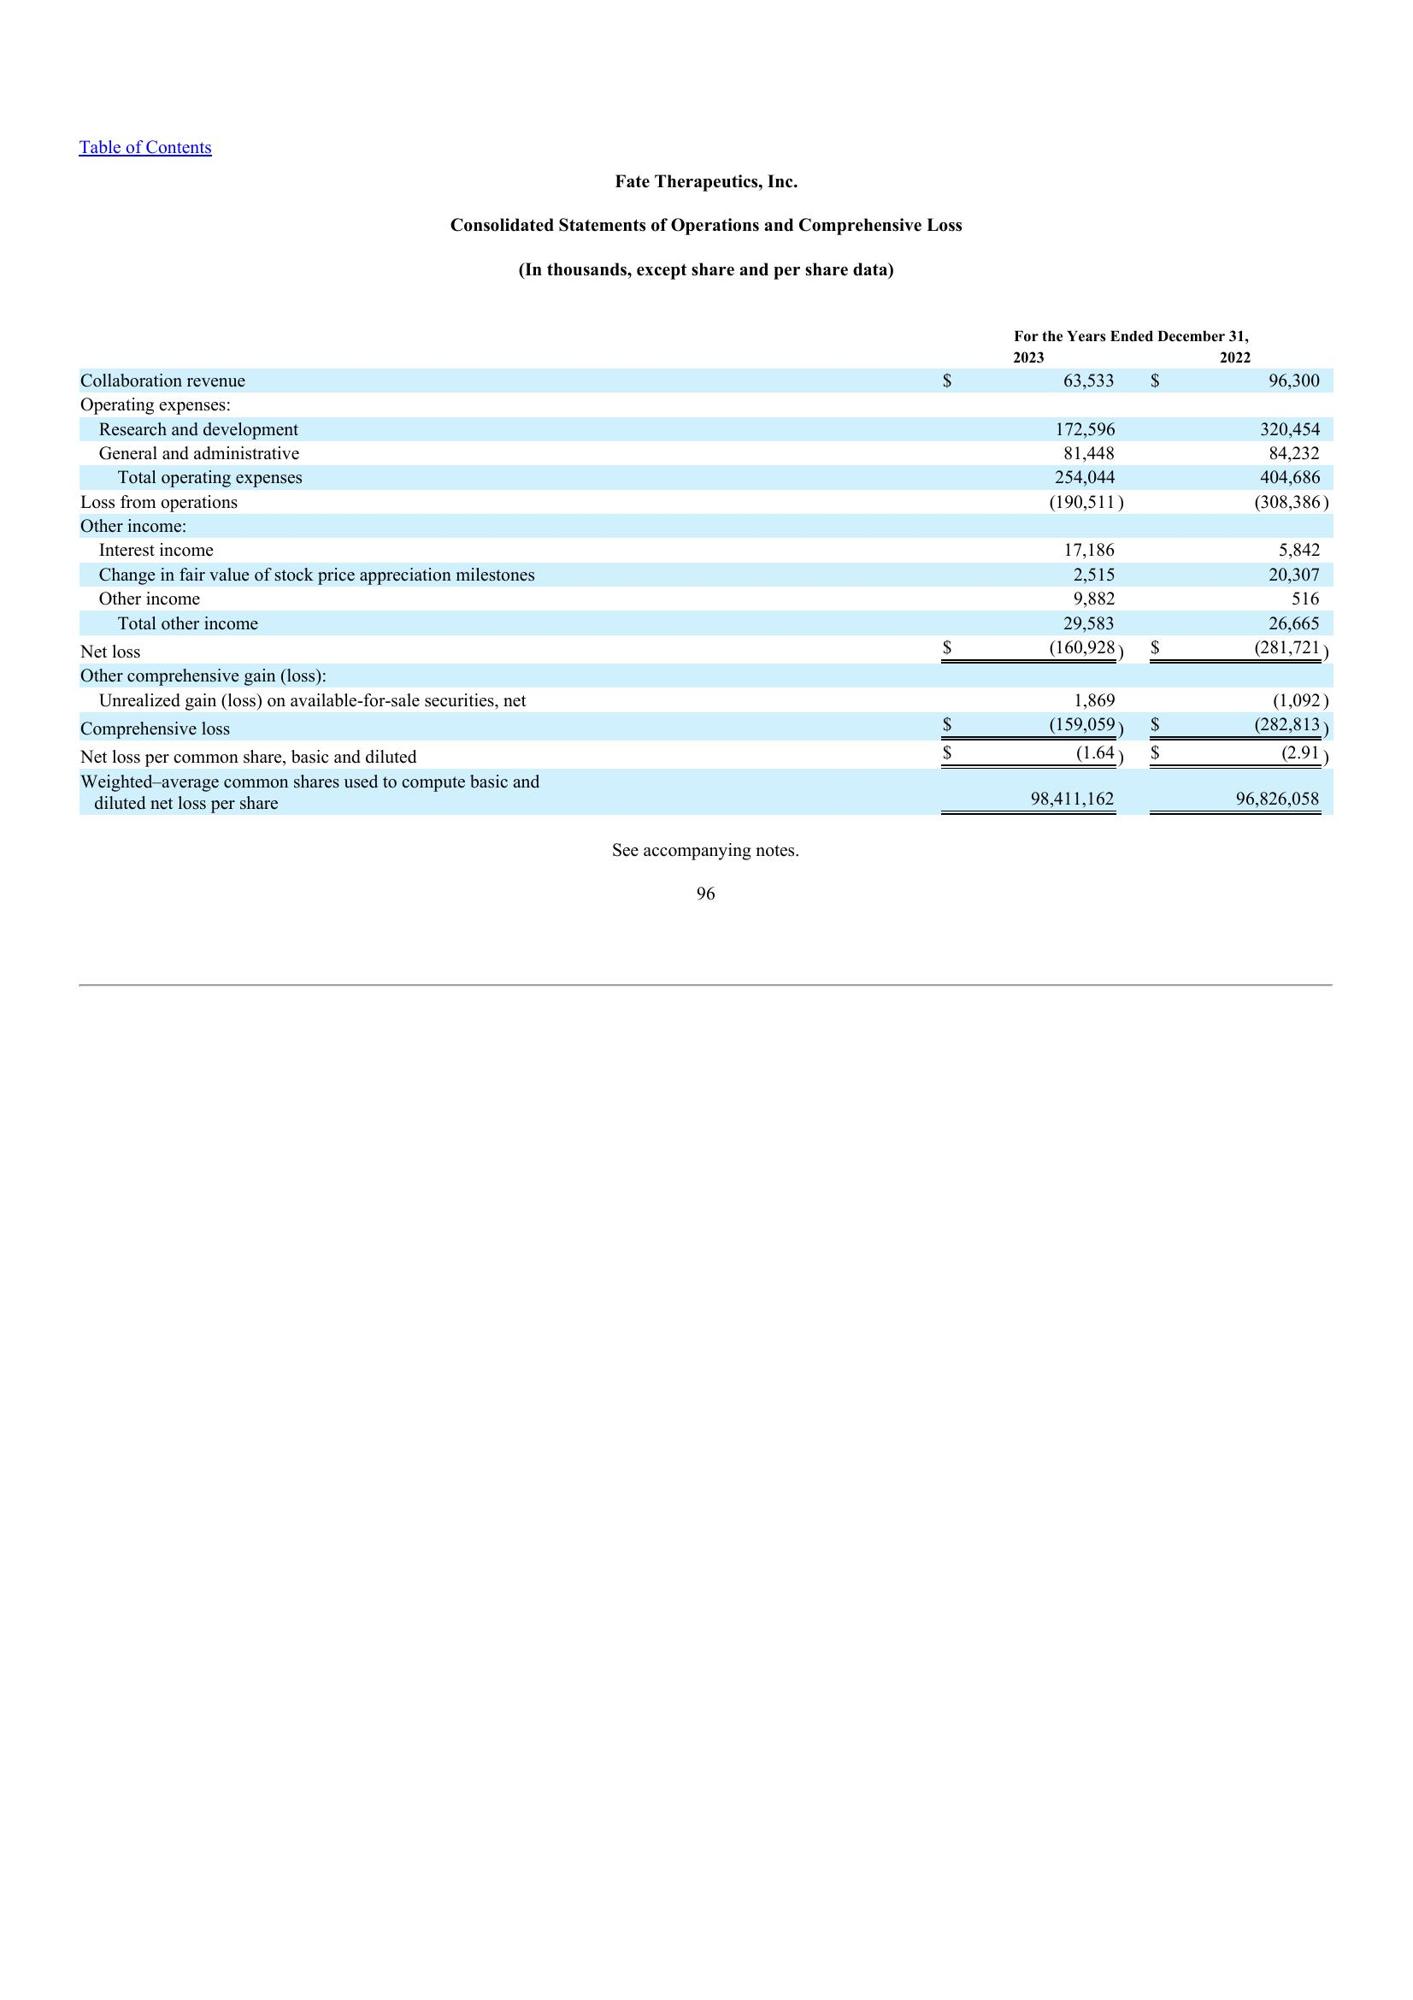 Table of Contents
Fate Therapeutics, Inc.
Consolidated Statements of Operations and Comprehensive Loss
(In thousands, except share and per share data)
For the Years Ended December 31,
2023 2022
Collaboration revenue $ 63,533 $ 96,300
Operating expenses:
Research and development 172,596 320,454
General and administrative 81,448 84,232
Total operating expenses 254,044 404,686
Loss from operations (190,511) (308,386)
Other income:
Interest income 17,186 5,842
Change in fair value of stock price appreciation milestones 2,515 20,307
Other income 9,882 516
Total other income 29,583 26,665
Net loss $ (160,928) $ (281,721)
Other comprehensive gain (loss):
Unrealized gain (loss) on available-for-sale securities, net 1,869 (1,092)
Comprehensive loss $ (159,059) $ (282,813)
Net loss per common share, basic and diluted $ (1.64) $ (2.91)
Weighted–average common shares used to compute basic and
diluted net loss per share 98,411,162 96,826,058
See accompanying notes.
96